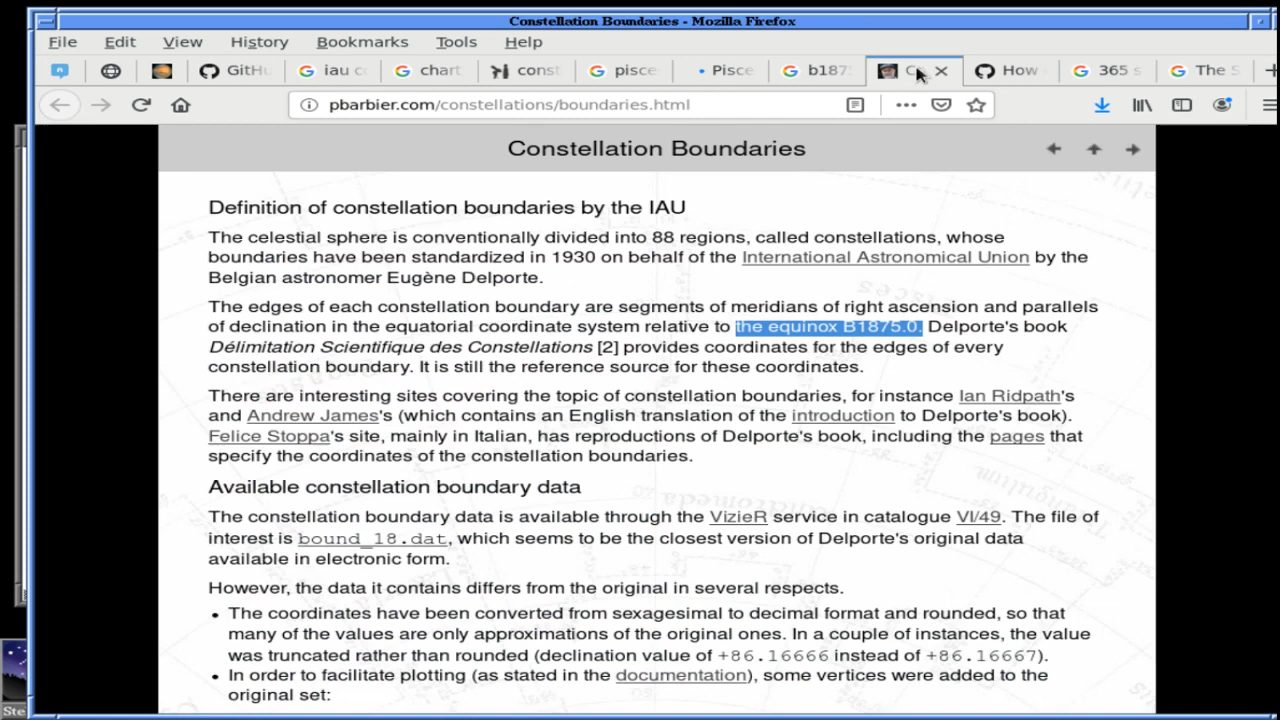 Constellation Boundaries - Mozilla Firefox
File Edit View History Bookmarks Tools Help
GitHu iau c chart const pisce Pisce b187 C How 365 s The S
pbarbier.com/constellations/boundaries.html
Constellation Boundaries
Definition of constellation boundaries by the IAU
The celestial sphere is conventionally divided into 88 regions, called constellations, whose
boundaries have been standardized in 1930 on behalf of the International Astronomical Union by the
Belgian astronomer Eugène Delporte.
The edges of each constellation boundary are segments of meridians of right ascension and parallels
of declination in the equatorial coordinate system relative to the equinox B1875.0. Delporte's book
Délimitation Scientifique des Constellations [2] provides coordinates for the edges of every
constellation boundary. It is still the reference source for these coordinates.
There are interesting sites covering the topic of constellation boundaries, for instance Ian Ridpath's
and Andrew James's (which contains an English translation of the introduction to Delporte's book).
Felice Stoppa's site, mainly in Italian, has reproductions of Delporte's book, including the pages that
specify the coordinates of the constellation boundaries.
Available constellation boundary data
The constellation boundary data is available through the VizieR service in catalogue VI/49. The file of
interest is bound_18.dat, which seems to be the closest version of Delporte's original data
available in electronic form.
However, the data it contains differs from the original in several respects.
• The coordinates have been converted from sexagesimal to decimal format and rounded, so that
many of the values are only approximations of the original ones. In a couple of instances, the value
was truncated rather than rounded (declination value of +86.16666 instead of +86.16667).
• In order to facilitate plotting (as stated in the documentation), some vertices were added to the
original set:
Ste